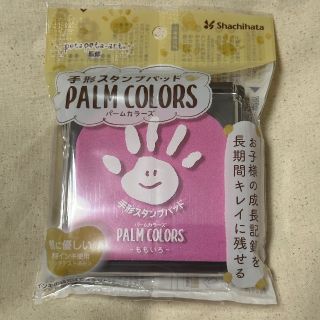 petapeta-art
監修
Shachihata
手形スタンプパッド
PALM COLORS
パームカラーズ
お子様の成長記録を
長期間キレイに残せる
手形スタンプパッド
パームカラーズ
PALM COLORS
-ももいろ-
肌に優しい